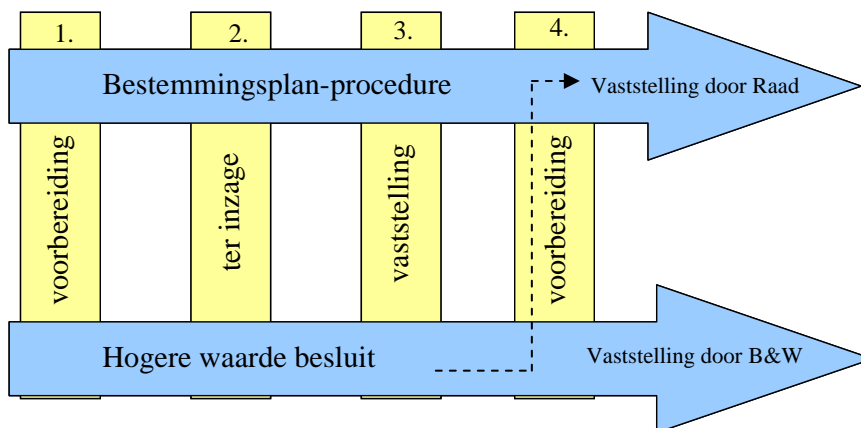 1.
2.
3.
4.
Bestemmingsplan-procedure
Vaststelling door Raad
voorbereiding
ter inzage
vaststelling
voorbereiding
Hogere waarde besluit
Vaststelling door B&W